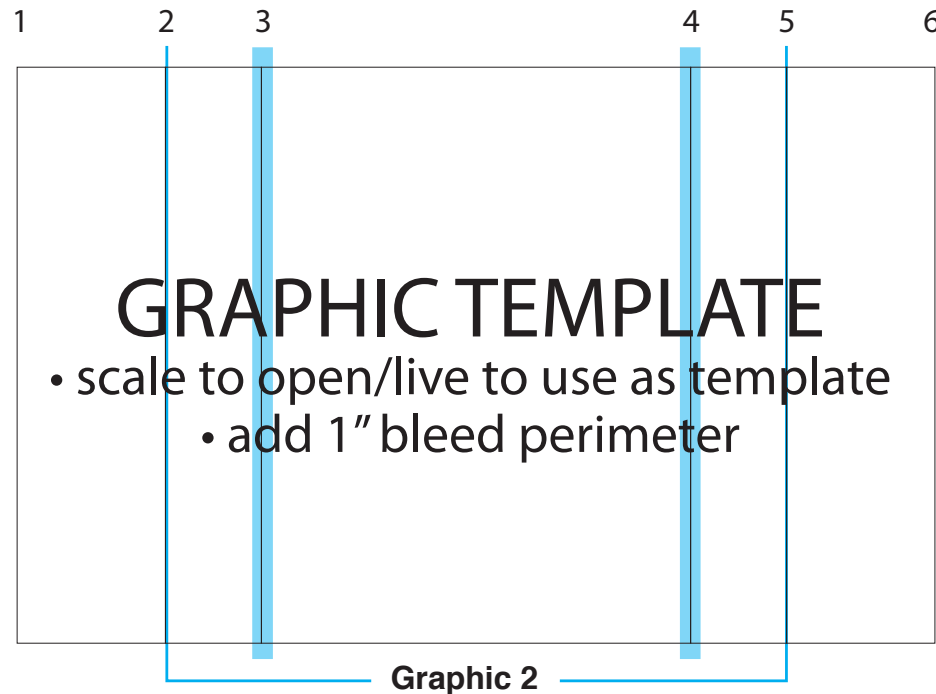 1 2 3 4 5 6
GRAPHIC TEMPLATE
• scale to open/live to use as template
• add 1” bleed perimeter
Graphic 2